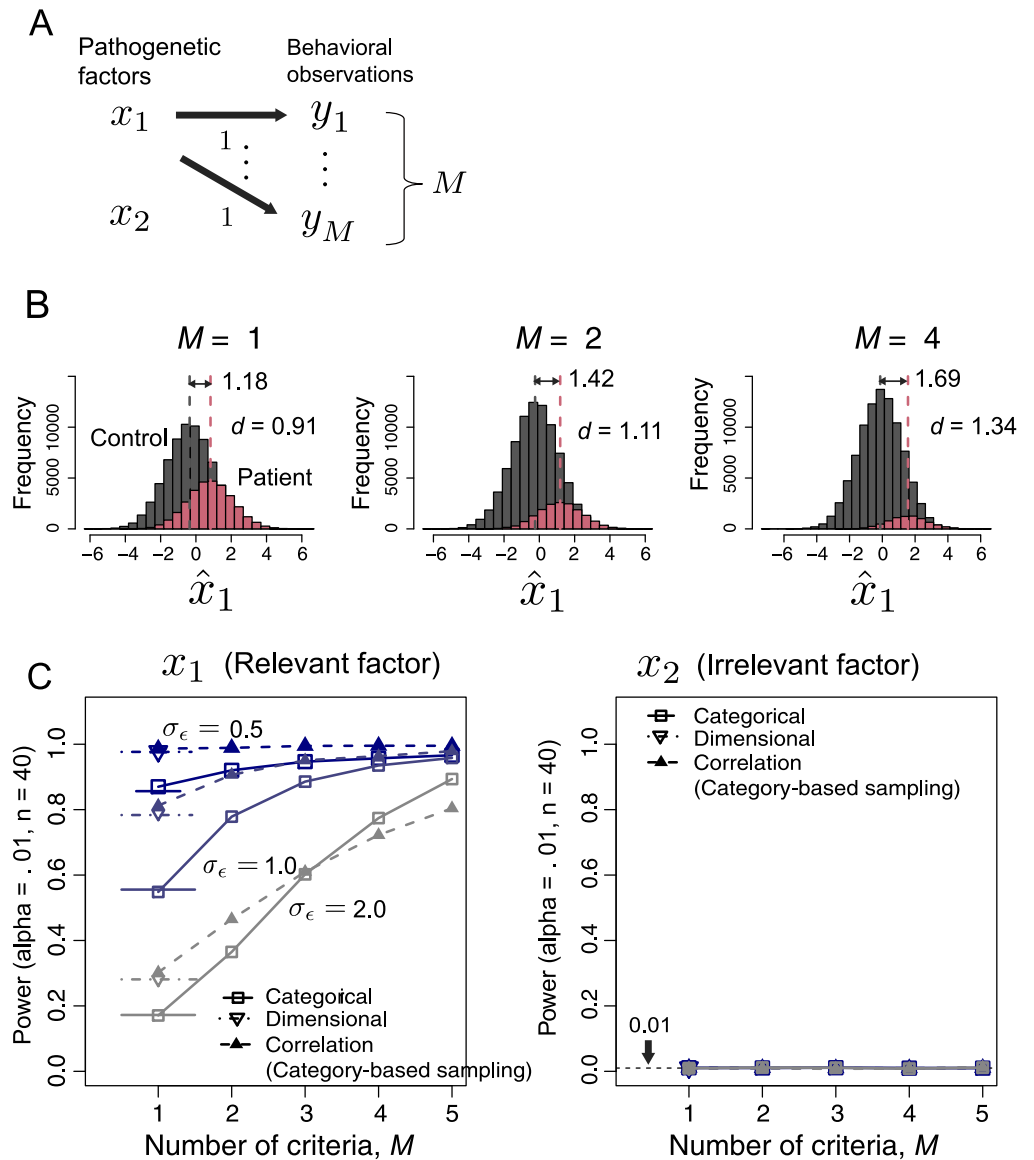 A
Pathogenetic factors
Behavioral observations
x1
1
y1
M
x2
1
yM
B
M = 1
1.18
d = 0.91
Control
Patient
Frequency
0 5000 10000
-6 -4 -2 0 2 4 6
x̂1
M = 2
1.42
d = 1.11
Frequency
0 5000 10000
-6 -4 -2 0 2 4 6
x̂1
M = 4
1.69
d = 1.34
Frequency
0 5000 10000
-6 -4 -2 0 2 4 6
x̂1
C
x1 (Relevant factor)
Power (alpha = .01, n = 40)
0.0 0.2 0.4 0.6 0.8 1.0
σϵ = 0.5
σϵ = 1.0
σϵ = 2.0
Categorical
Dimensional
Correlation
(Category-based sampling)
1 2 3 4 5
Number of criteria, M
x2 (Irrelevant factor)
Power (alpha = .01, n = 40)
0.0 0.2 0.4 0.6 0.8 1.0
Categorical
Dimensional
Correlation
(Category-based sampling)
0.01
1 2 3 4 5
Number of criteria, M